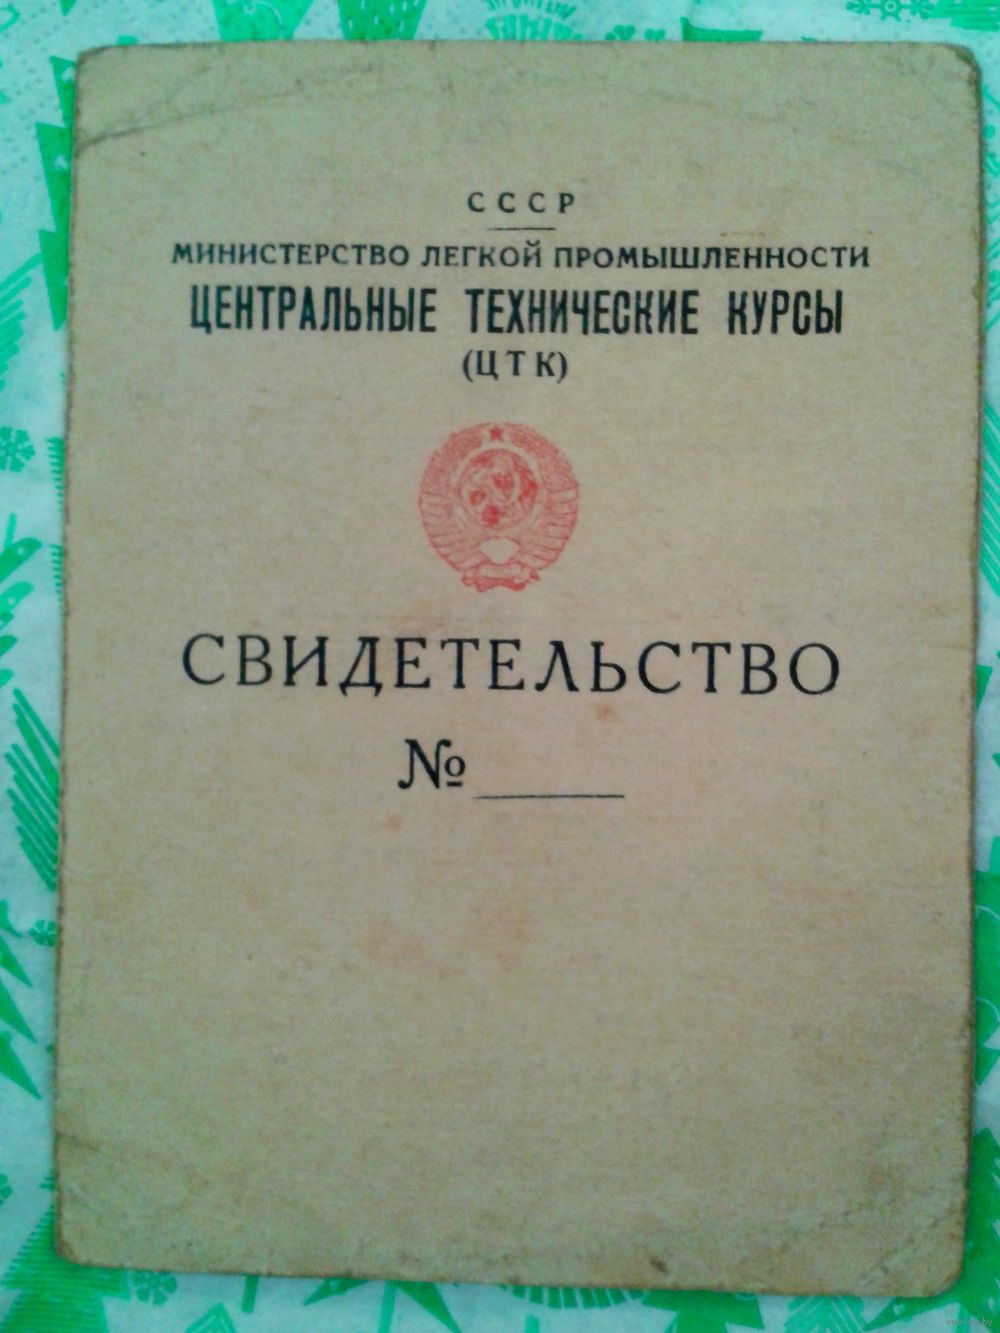 СССР
МИНИСТЕРСТВО ЛЕГКОЙ ПРОМЫШЛЕННОСТИ
ЦЕНТРАЛЬНЫЕ ТЕХНИЧЕСКИЕ КУРСЫ
(ЦТК)
СВИДЕТЕЛЬСТВО
№